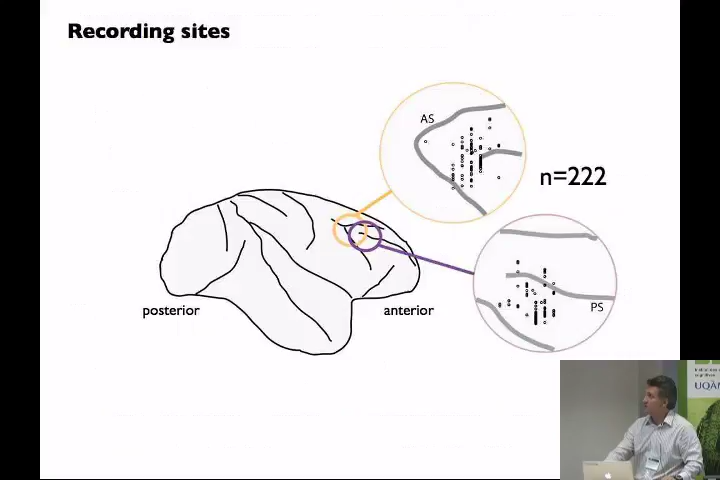 Recording sites
AS
n=222
PS
posterior
anterior
UQÀM